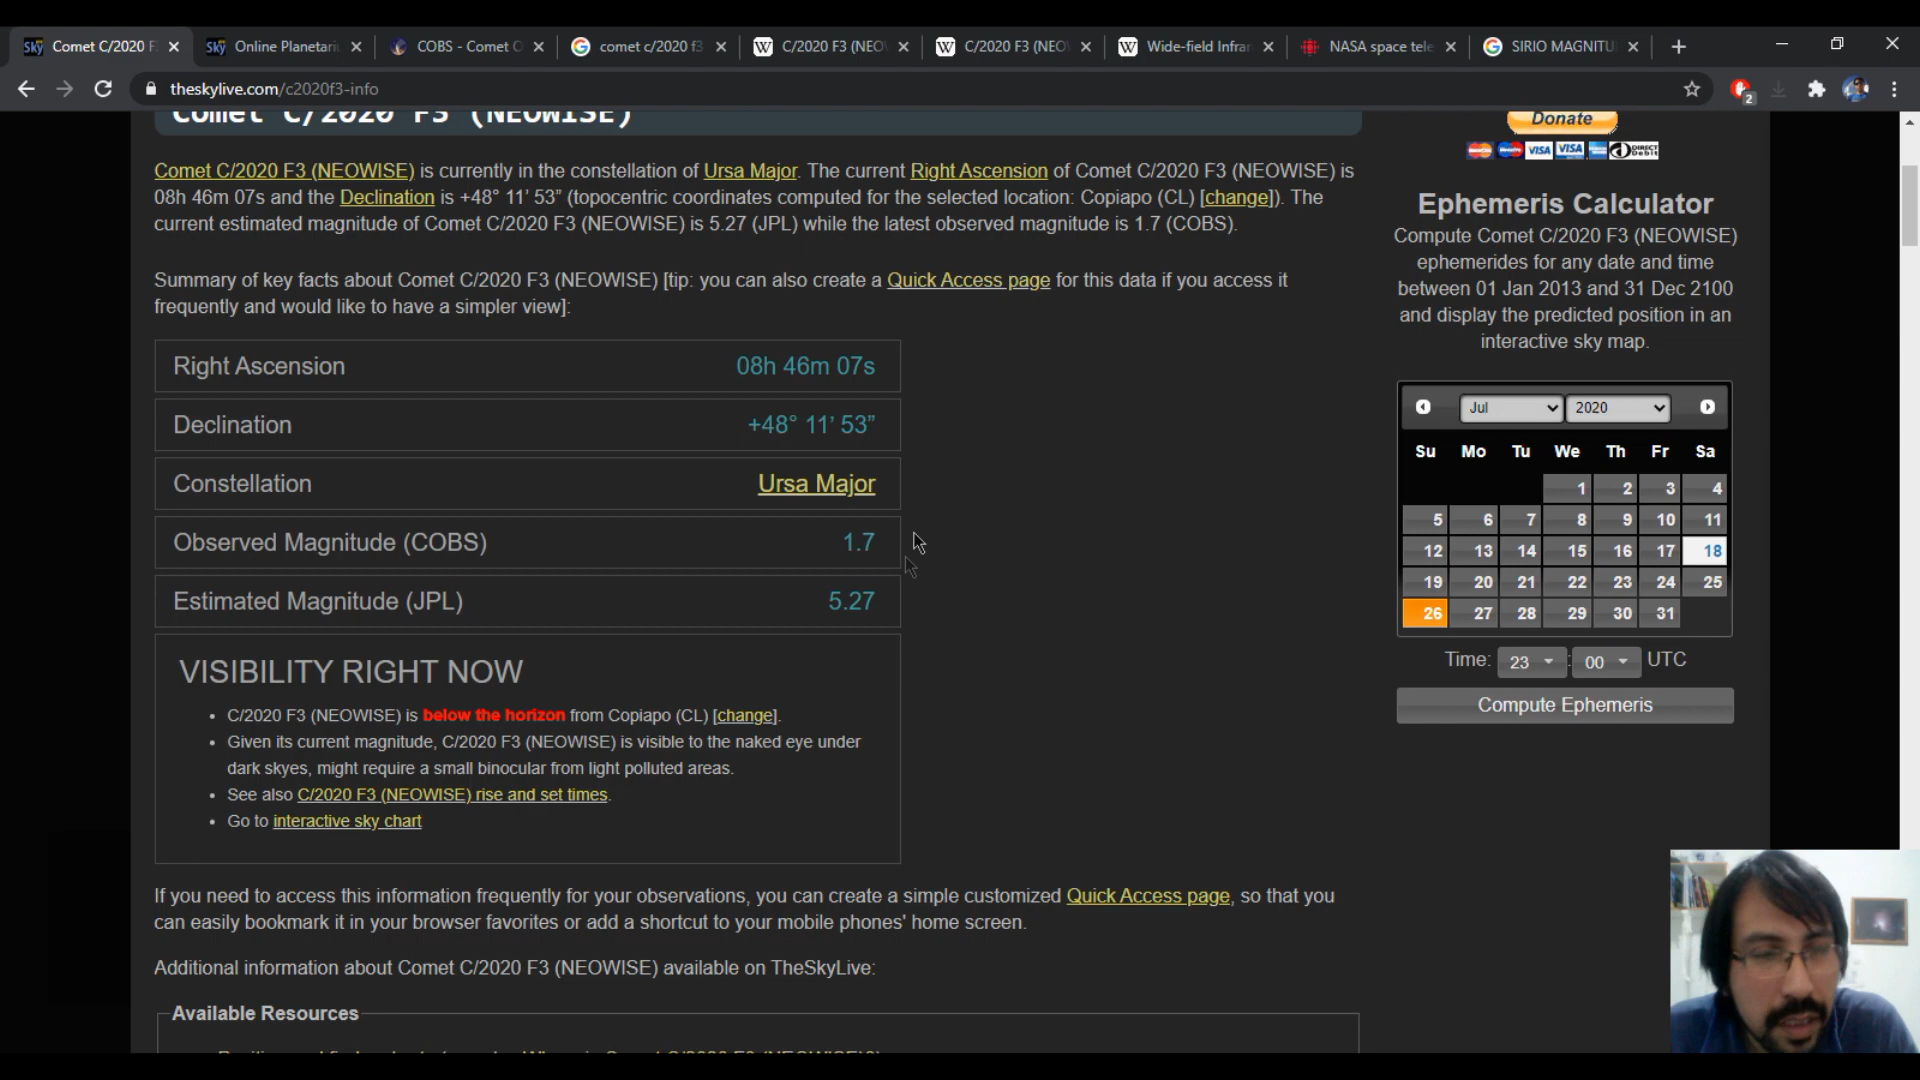 Comet C/2020 F
Online Planetari
COBS - Comet O
comet c/2020 f3
C/2020 F3 (NEO
C/2020 F3 (NEO
Wide-field Infrar
NASA space tele
SIRIO MAGNITU
theskylive.com/c2020f3-info
2
Comet C/2020 F3 (NEOWISE)
Comet C/2020 F3 (NEOWISE) is currently in the constellation of Ursa Major. The current Right Ascension of Comet C/2020 F3 (NEOWISE) is
08h 46m 07s and the Declination is +48° 11’ 53” (topocentric coordinates computed for the selected location: Copiapo (CL) [change]). The
current estimated magnitude of Comet C/2020 F3 (NEOWISE) is 5.27 (JPL) while the latest observed magnitude is 1.7 (COBS).
Summary of key facts about Comet C/2020 F3 (NEOWISE) [tip: you can also create a Quick Access page for this data if you access it
frequently and would like to have a simpler view]:
Right Ascension 08h 46m 07s
Declination +48° 11’ 53”
Constellation Ursa Major
Observed Magnitude (COBS) 1.7
Estimated Magnitude (JPL) 5.27
VISIBILITY RIGHT NOW
• C/2020 F3 (NEOWISE) is below the horizon from Copiapo (CL) [change].
• Given its current magnitude, C/2020 F3 (NEOWISE) is visible to the naked eye under
dark skyes, might require a small binocular from light polluted areas.
• See also C/2020 F3 (NEOWISE) rise and set times.
• Go to interactive sky chart
If you need to access this information frequently for your observations, you can create a simple customized Quick Access page, so that you
can easily bookmark it in your browser favorites or add a shortcut to your mobile phones' home screen.
Additional information about Comet C/2020 F3 (NEOWISE) available on TheSkyLive:
Available Resources
Donate
VISA VISA
DIRECT Debit
Ephemeris Calculator
Compute Comet C/2020 F3 (NEOWISE)
ephemerides for any date and time
between 01 Jan 2013 and 31 Dec 2100
and display the predicted position in an
interactive sky map.
Jul 2020
Su Mo Tu We Th Fr Sa
1 2 3 4
5 6 7 8 9 10 11
12 13 14 15 16 17 18
19 20 21 22 23 24 25
26 27 28 29 30 31
Time: 23 : 00 UTC
Compute Ephemeris